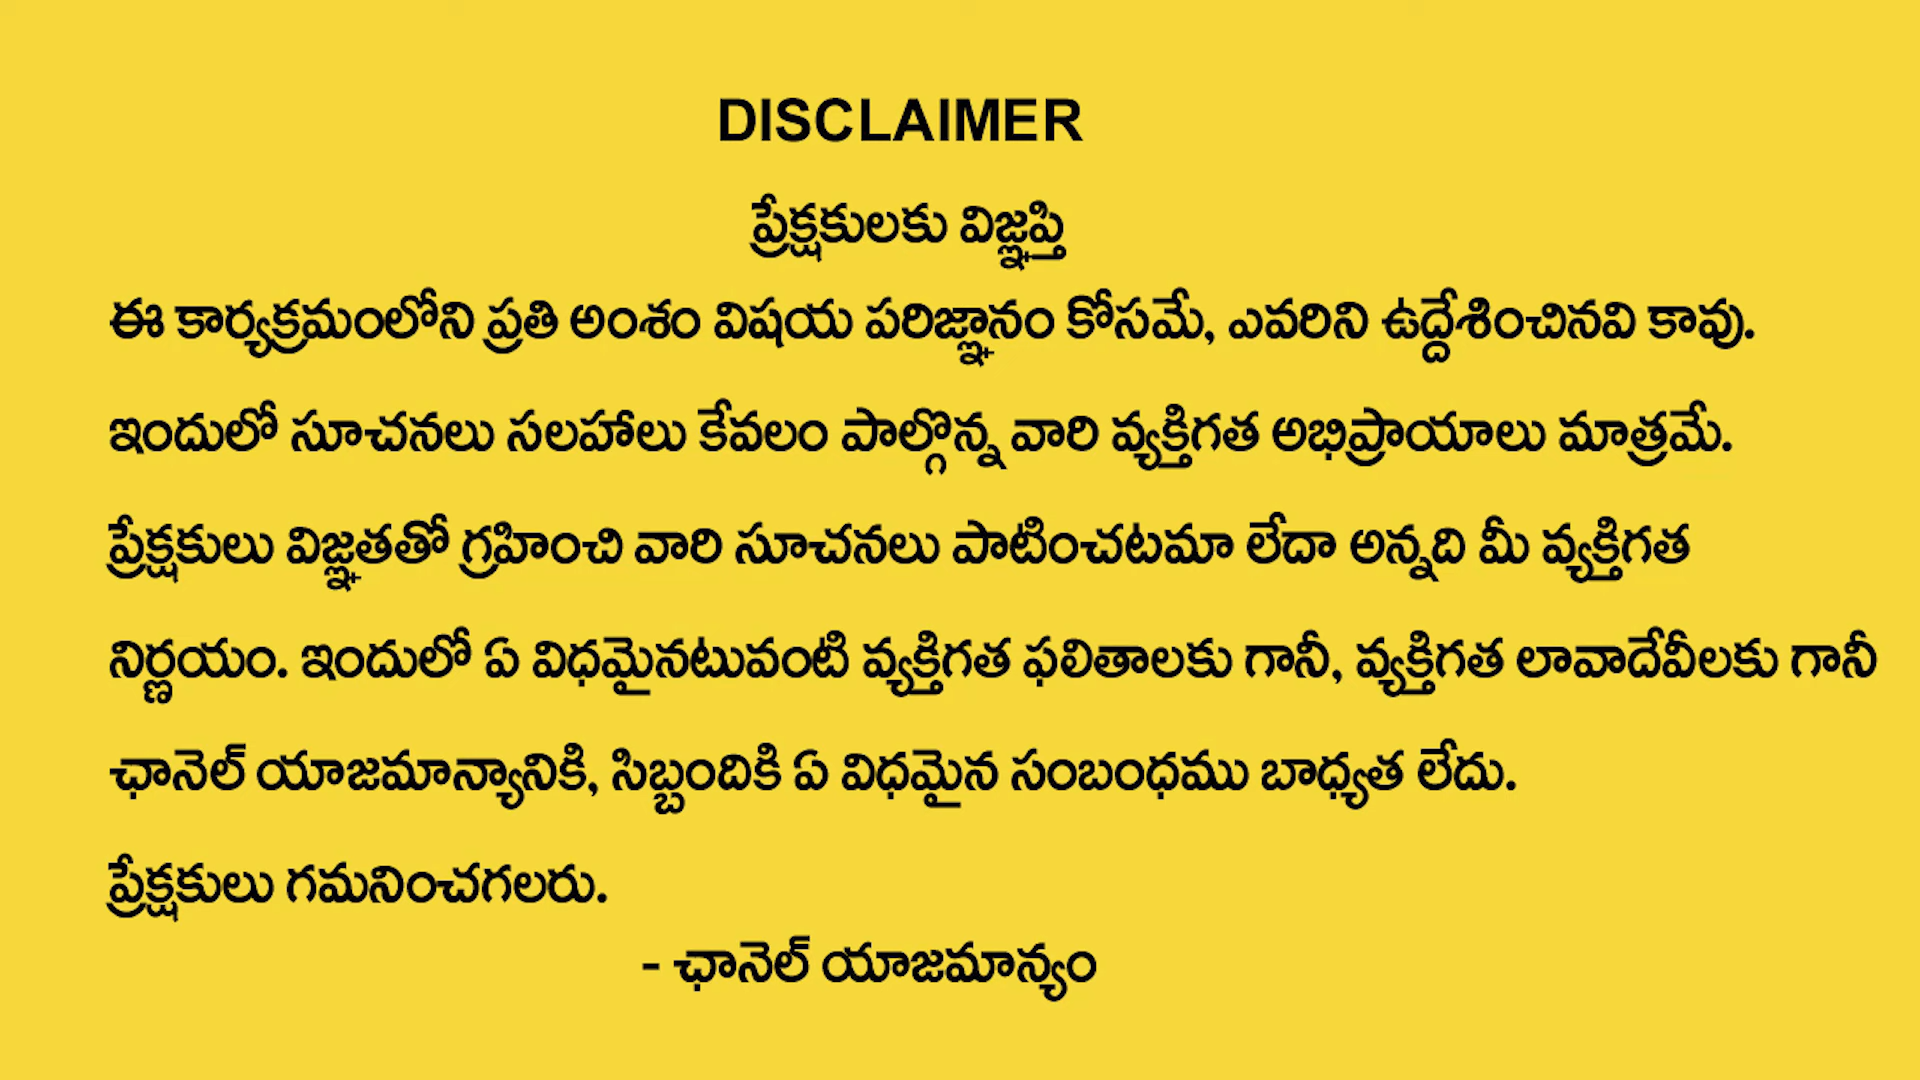 DISCLAIMER
ప్రేక్షకులకు విజ్ఞప్తి
ఈ కార్యక్రమంలోని ప్రతి అంశం విషయ పరిజ్ఞానం కోసమే, ఎవరిని ఉద్దేశించినవి కావు.
ఇందులో సూచనలు సలహాలు కేవలం పాల్గొన్న వారి వ్యక్తిగత అభిప్రాయాలు మాత్రమే.
ప్రేక్షకులు విజ్ఞతతో గ్రహించి వారి సూచనలు పాటించటమా లేదా అన్నది మీ వ్యక్తిగత
నిర్ణయం. ఇందులో ఏ విధమైనటువంటి వ్యక్తిగత ఫలితాలకు గానీ, వ్యక్తిగత లావాదేవీలకు గానీ
ఛానెల్ యాజమాన్యానికి, సిబ్బందికి ఏ విధమైన సంబంధము బాధ్యత లేదు.
ప్రేక్షకులు గమనించగలరు.
- ఛానెల్ యాజమాన్యం